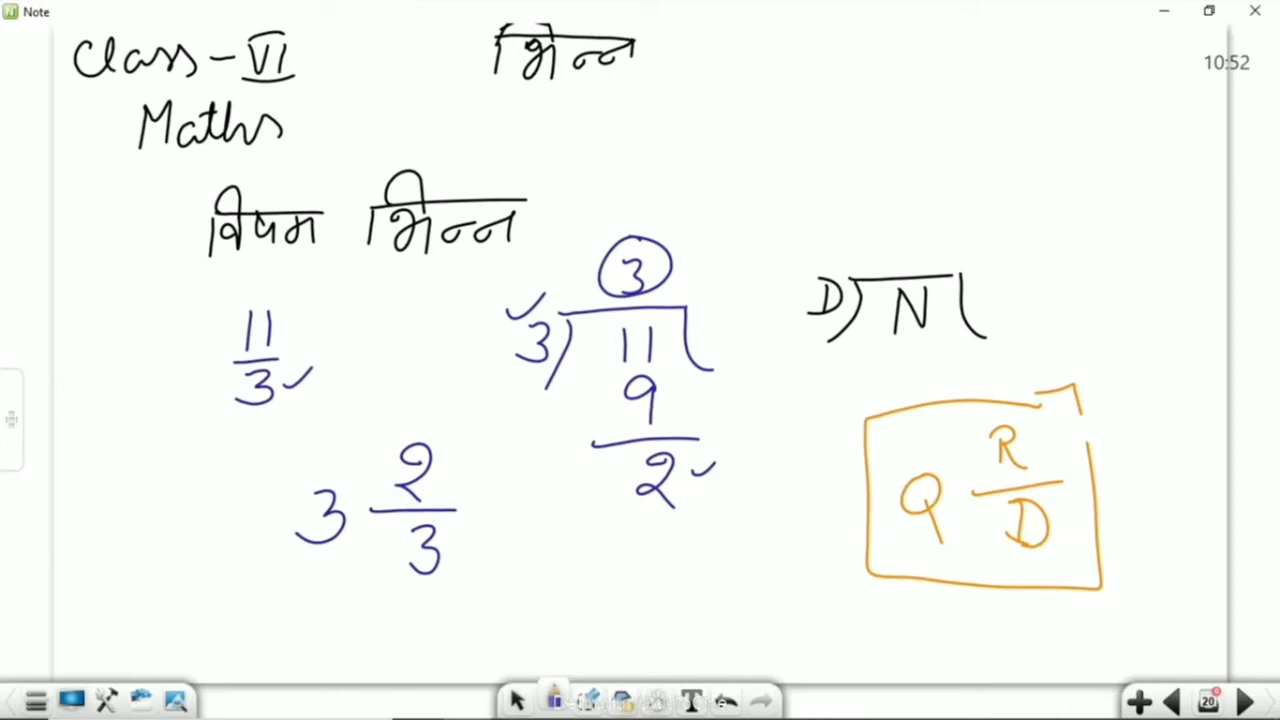 Note
Class - VI
भिन्न
10:52
Maths
विषम भिन्न
11/3
3
3) 11 (
9
2
D) N (
3 2/3
Q R/D
20